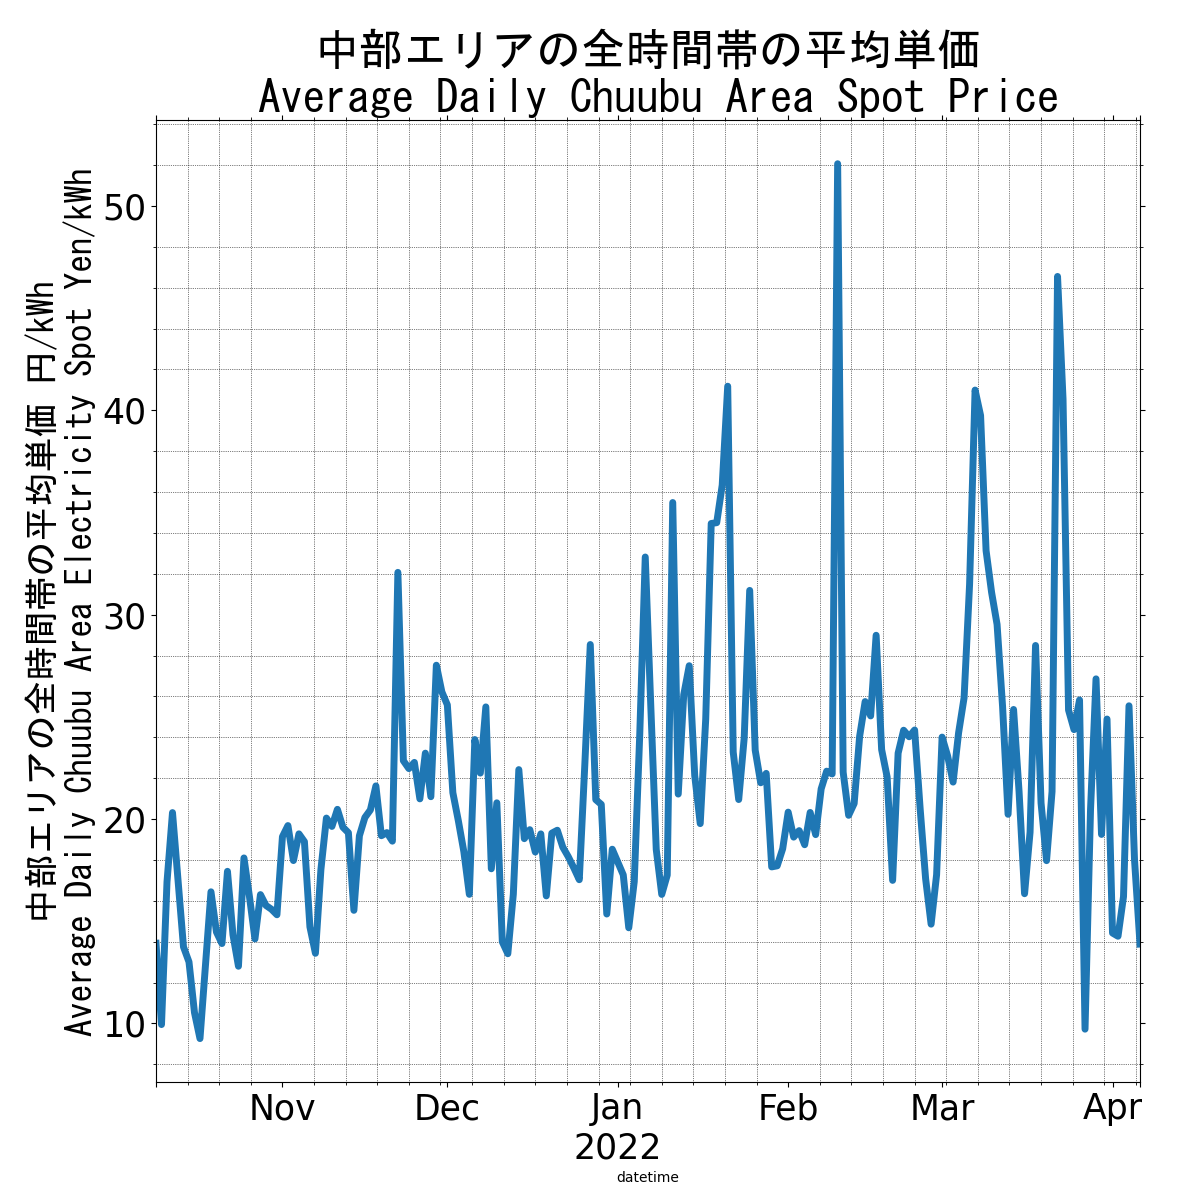 中部エリアの全時間帯の平均単価
Average Daily Chuubu Area Spot Price
中部エリアの全時間帯の平均単価 円/kWh
Average Daily Chuubu Area Electricity Spot Yen/kWh
50
40
30
20
10
Nov
Dec
Jan
2022
Feb
Mar
Apr
datetime